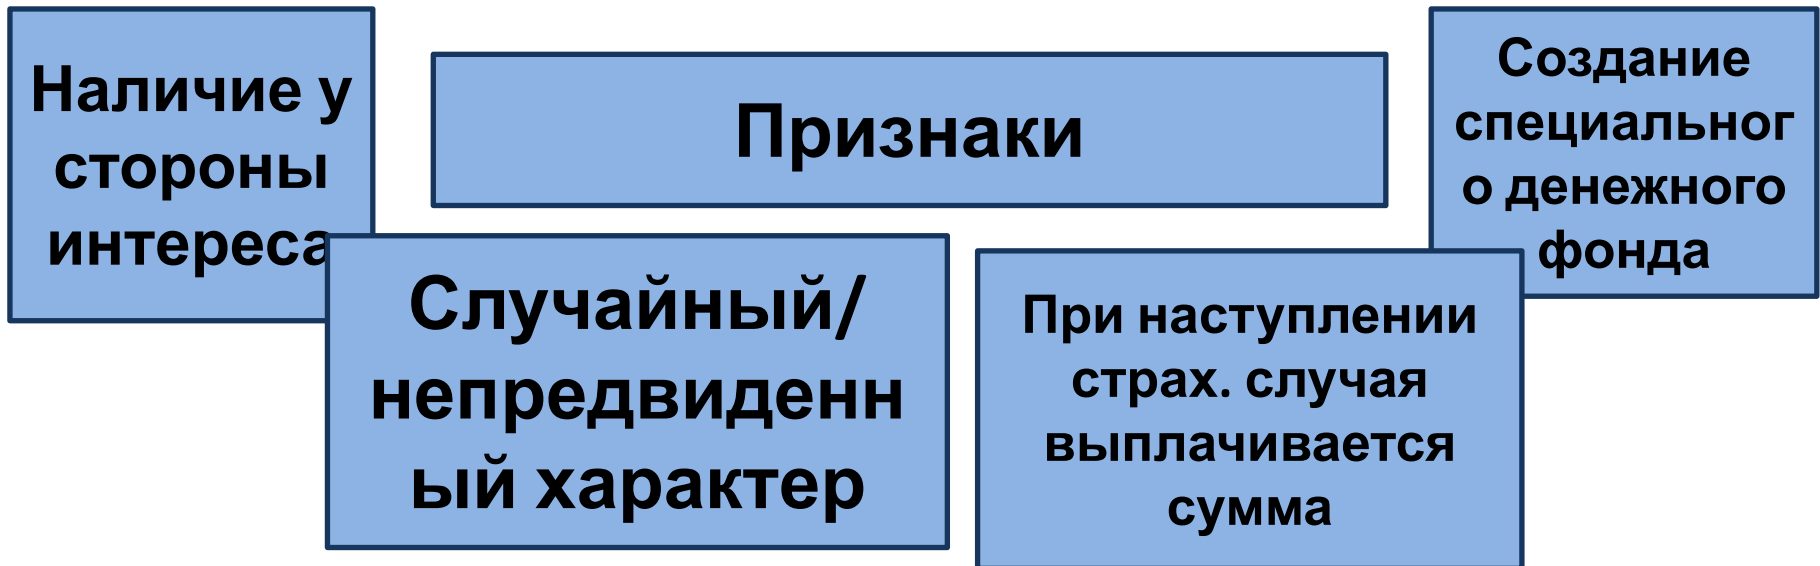 Наличие у
стороны
интереса
Признаки
Создание
специальног
о денежного
фонда
Случайный/
непредвиденн
ый характер
При наступлении
страх. случая
выплачивается
сумма